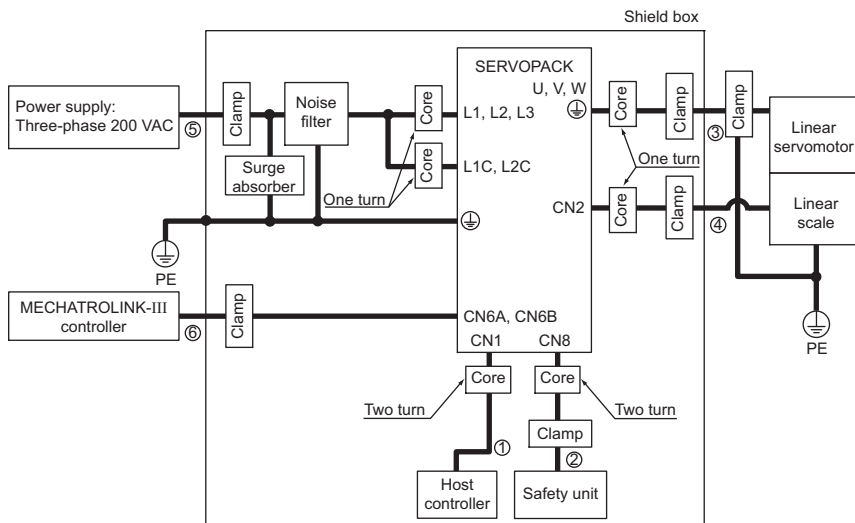 Shield box
SERVOPACK
U, V, W
Power supply:
Three-phase 200 VAC
⑤
Clamp
Noise
filter
Core
L1, L2, L3
Core
Clamp
③
Clamp
Linear
servomotor
Surge
absorber
One turn
Core
L1C, L2C
One turn
CN2
Core
Clamp
④
Linear
scale
PE
MECHATROLINK-III
controller
⑥
Clamp
CN6A, CN6B
CN1
CN8
PE
Two turn
Core
Core
Two turn
Clamp
①
②
Host
controller
Safety unit